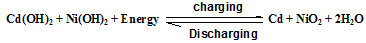 charging
Cd(OH)₂ + Ni(OH)₂ + Energy ⇌ Cd + NiO₂ + 2H₂O
Discharging